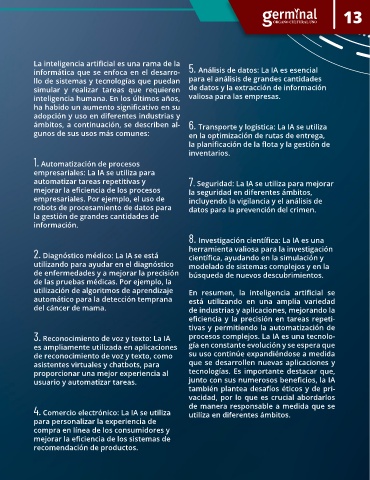 germinal
ÓRGANO CULTURAL UNO
13
La inteligencia artificial es una rama de la
informática que se enfoca en el desarro-
llo de sistemas y tecnologías que puedan
simular y realizar tareas que requieren
inteligencia humana. En los últimos años,
ha habido un aumento significativo en su
adopción y uso en diferentes industrias y
ámbitos, a continuación, se describen al-
gunos de sus usos más comunes:
1. Automatización de procesos
empresariales: La IA se utiliza para
automatizar tareas repetitivas y
mejorar la eficiencia de los procesos
empresariales. Por ejemplo, el uso de
robots de procesamiento de datos para
la gestión de grandes cantidades de
información.
2. Diagnóstico médico: La IA se está
utilizando para ayudar en el diagnóstico
de enfermedades y a mejorar la precisión
de las pruebas médicas. Por ejemplo, la
utilización de algoritmos de aprendizaje
automático para la detección temprana
del cáncer de mama.
3. Reconocimiento de voz y texto: La IA
es ampliamente utilizada en aplicaciones
de reconocimiento de voz y texto, como
asistentes virtuales y chatbots, para
proporcionar una mejor experiencia al
usuario y automatizar tareas.
4. Comercio electrónico: La IA se utiliza
para personalizar la experiencia de
compra en línea de los consumidores y
mejorar la eficiencia de los sistemas de
recomendación de productos.
5. Análisis de datos: La IA es esencial
para el análisis de grandes cantidades
de datos y la extracción de información
valiosa para las empresas.
6. Transporte y logística: La IA se utiliza
en la optimización de rutas de entrega,
la planificación de la flota y la gestión de
inventarios.
7. Seguridad: La IA se utiliza para mejorar
la seguridad en diferentes ámbitos,
incluyendo la vigilancia y el análisis de
datos para la prevención del crimen.
8. Investigación científica: La IA es una
herramienta valiosa para la investigación
científica, ayudando en la simulación y
modelado de sistemas complejos y en la
búsqueda de nuevos descubrimientos.
En resumen, la inteligencia artificial se
está utilizando en una amplia variedad
de industrias y aplicaciones, mejorando la
eficiencia y la precisión en tareas repeti-
tivas y permitiendo la automatización de
procesos complejos. La IA es una tecnolo-
gía en constante evolución y se espera que
su uso continúe expandiéndose a medida
que se desarrollen nuevas aplicaciones y
tecnologías. Es importante destacar que,
junto con sus numerosos beneficios, la IA
también plantea desafíos éticos y de pri-
vacidad, por lo que es crucial abordarlos
de manera responsable a medida que se
utiliza en diferentes ámbitos.